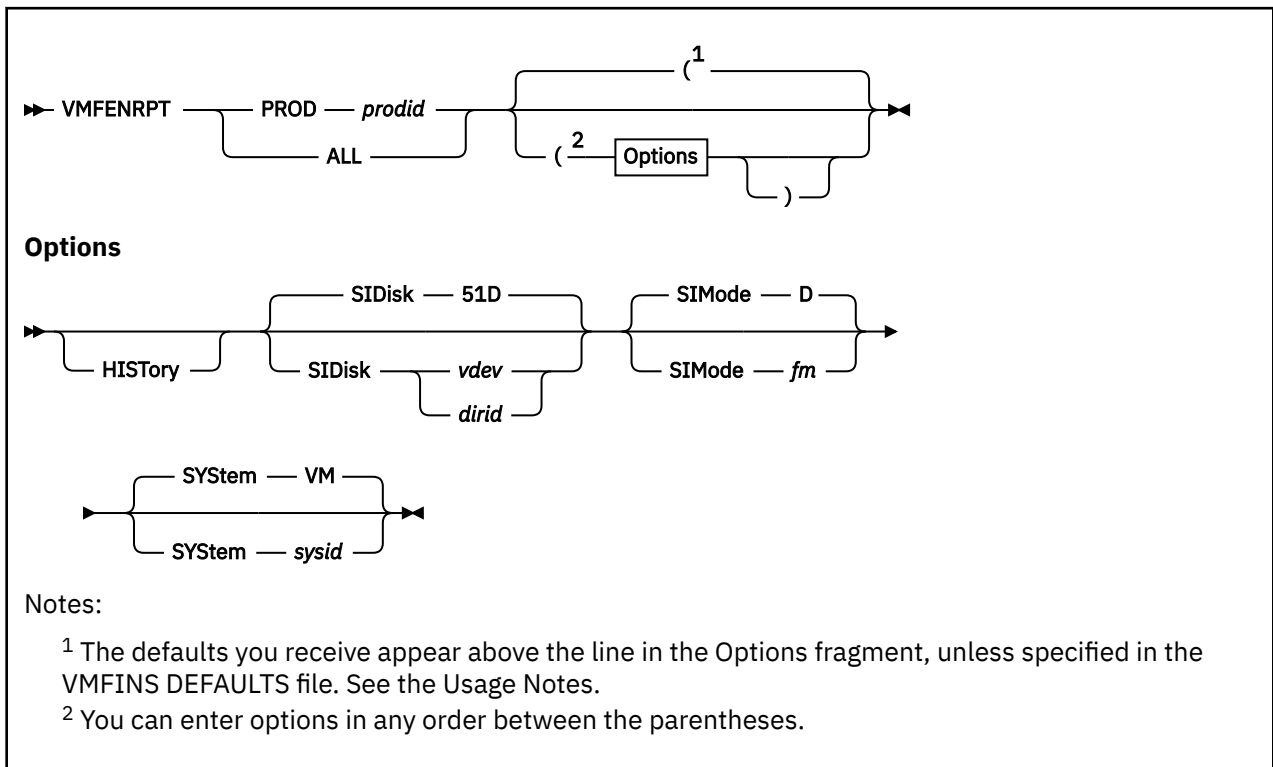 ( 1
VMFENRPT PROD prodid
ALL ( 2 Options
)
Options
SIDisk 51D SIMode D
HISTory SIDisk vdev SIMode fm
dirid
SYStem VM
SYStem sysid
Notes:
1 The defaults you receive appear above the line in the Options fragment, unless specified in the
VMFINS DEFAULTS file. See the Usage Notes.
2 You can enter options in any order between the parentheses.